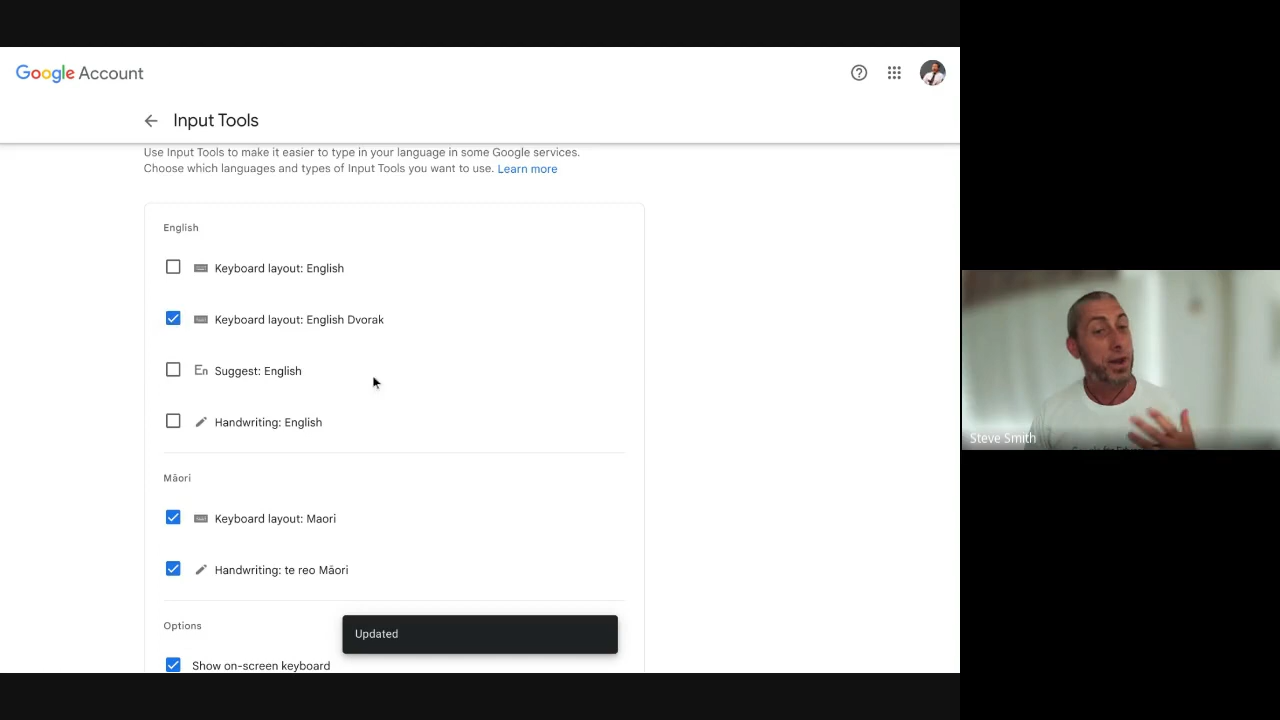 Google Account
Input Tools
Use Input Tools to make it easier to type in your language in some Google services.
Choose which languages and types of Input Tools you want to use. Learn more
English
Keyboard layout: English
Keyboard layout: English Dvorak
En Suggest: English
Handwriting: English
Māori
Keyboard layout: Maori
Handwriting: te reo Māori
Options
Updated
Show on-screen keyboard
Steve Smith